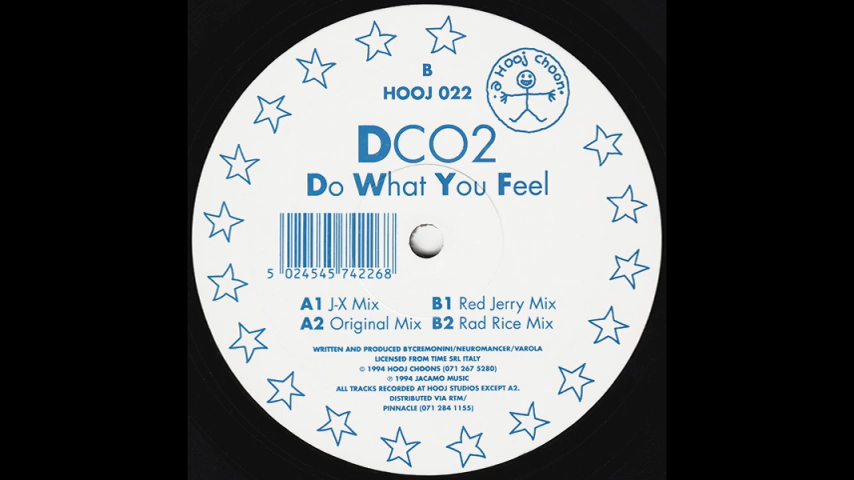 B
HOOJ 022
a Hooj Choon
DCO2
Do What You Feel
5 024545 742268
A1 J-X Mix
B1 Red Jerry Mix
A2 Original Mix
B2 Rad Rice Mix
WRITTEN AND PRODUCED BYCREMONINI/NEUROMANCER/VAROLA
LICENSED FROM TIME SRL ITALY
© 1994 HOOJ CHOONS (071 267 5280)
℗ 1994 JACAMO MUSIC
ALL TRACKS RECORDED AT HOOJ STUDIOS EXCEPT A2.
DISTRIBUTED VIA RTM/
PINNACLE (071 284 1155)